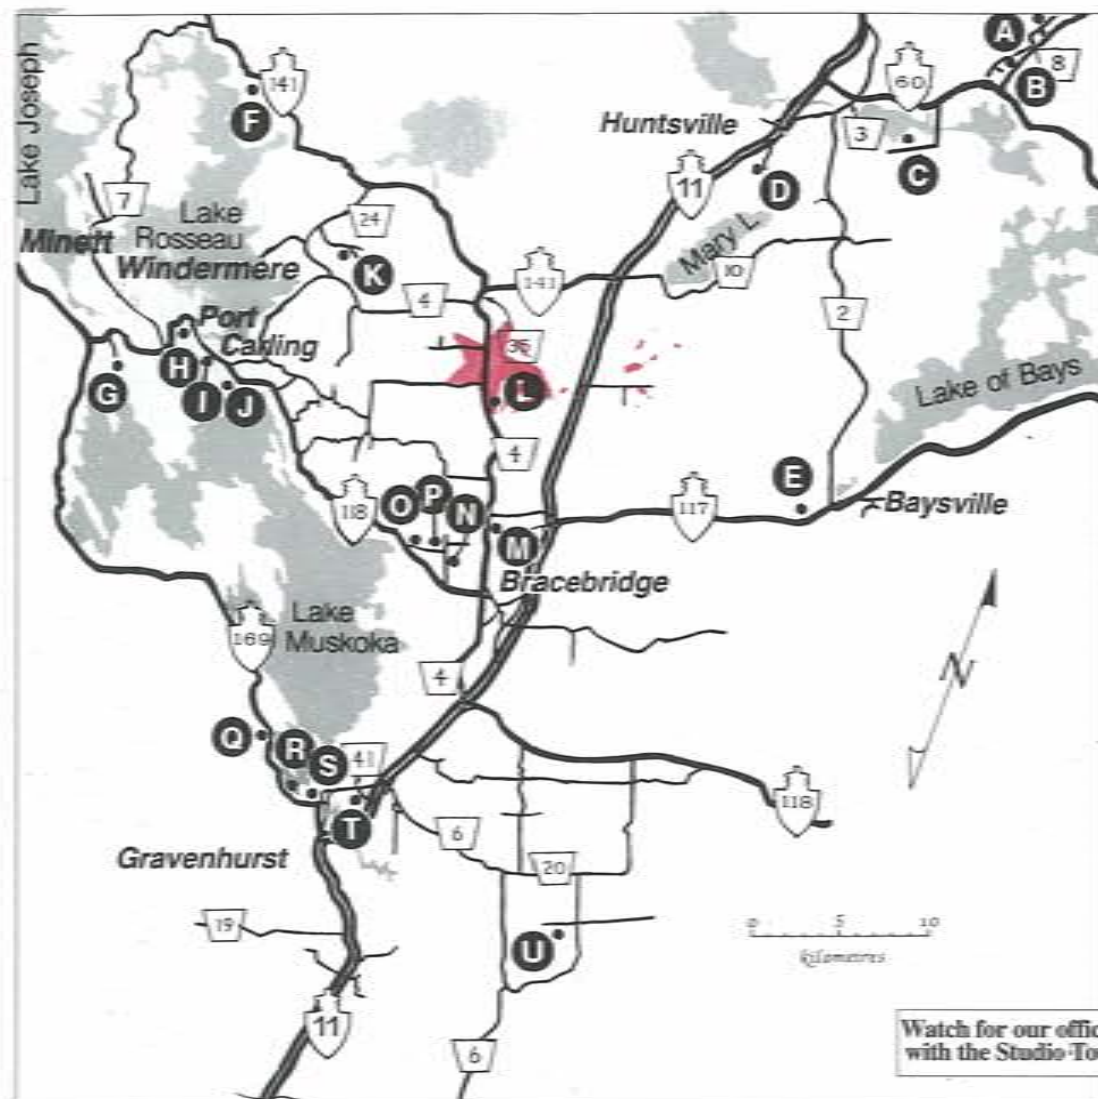 A
8
B
60
141
Lake Joseph
F
Huntsville
3
C
11
D
7
Lake
Rosseau
24
Minett
Windermere
K
Mary L
10
141
4
2
Port
Carling
35
H
G
I
J
L
Lake of Bays
4
E
O
P
N
118
117
Baysville
M
Bracebridge
Lake
Muskoka
169
4
N
Q
R
S
41
118
T
6
Gravenhurst
20
19
0 5 10
kilometres
U
11
6
Watch for our offic
with the Studio To